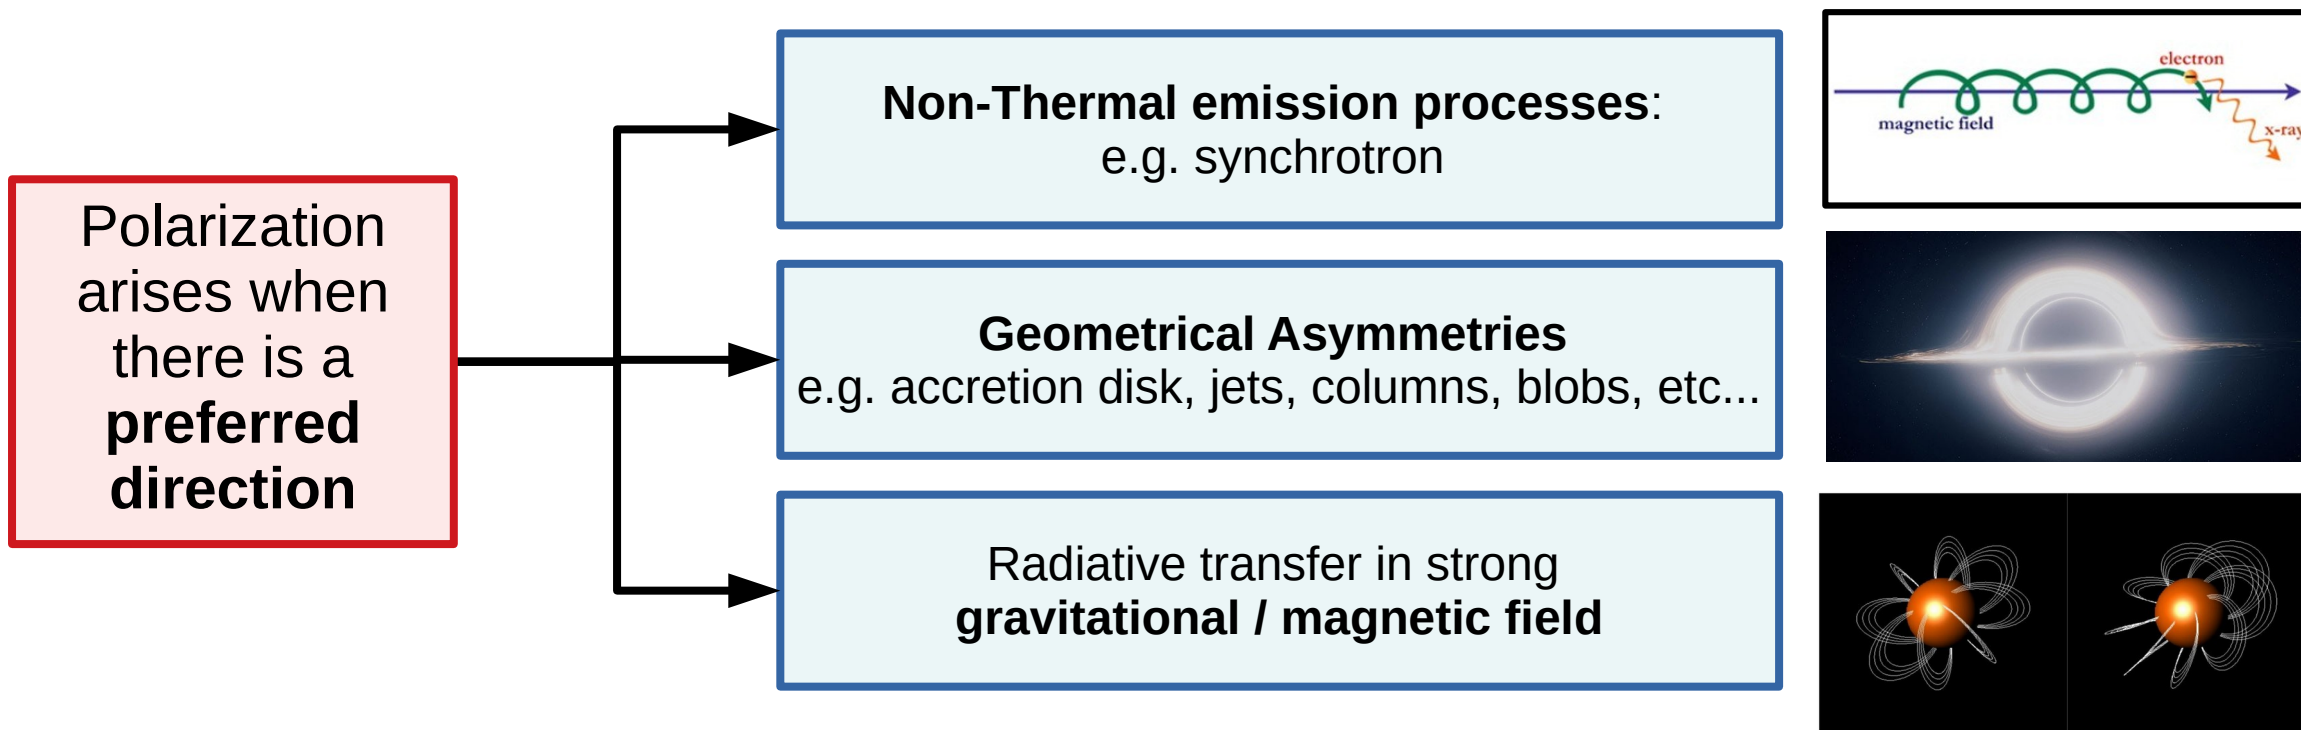 Polarization
arises when
there is a
preferred
direction
Non-Thermal emission processes:
e.g. synchrotron
Geometrical Asymmetries
e.g. accretion disk, jets, columns, blobs, etc...
Radiative transfer in strong
gravitational / magnetic field
electron
magnetic field
x-ray